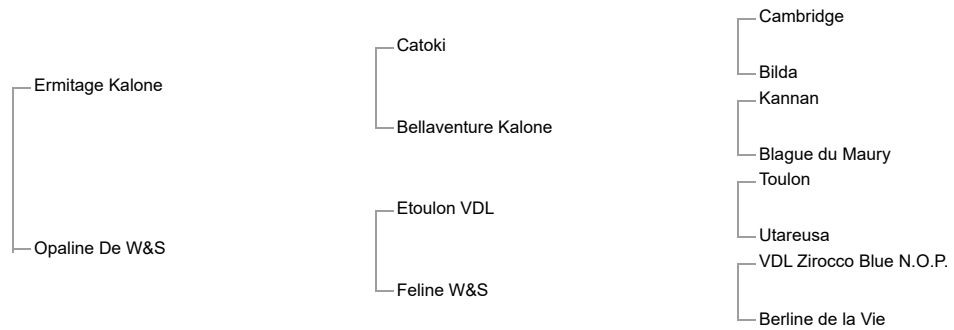 Cambridge
Catoki
Bilda
Ermitage Kalone
Kannan
Bellaventure Kalone
Blague du Maury
Toulon
Etoulon VDL
Utareusa
Opaline De W&S
VDL Zirocco Blue N.O.P.
Feline W&S
Berline de la Vie